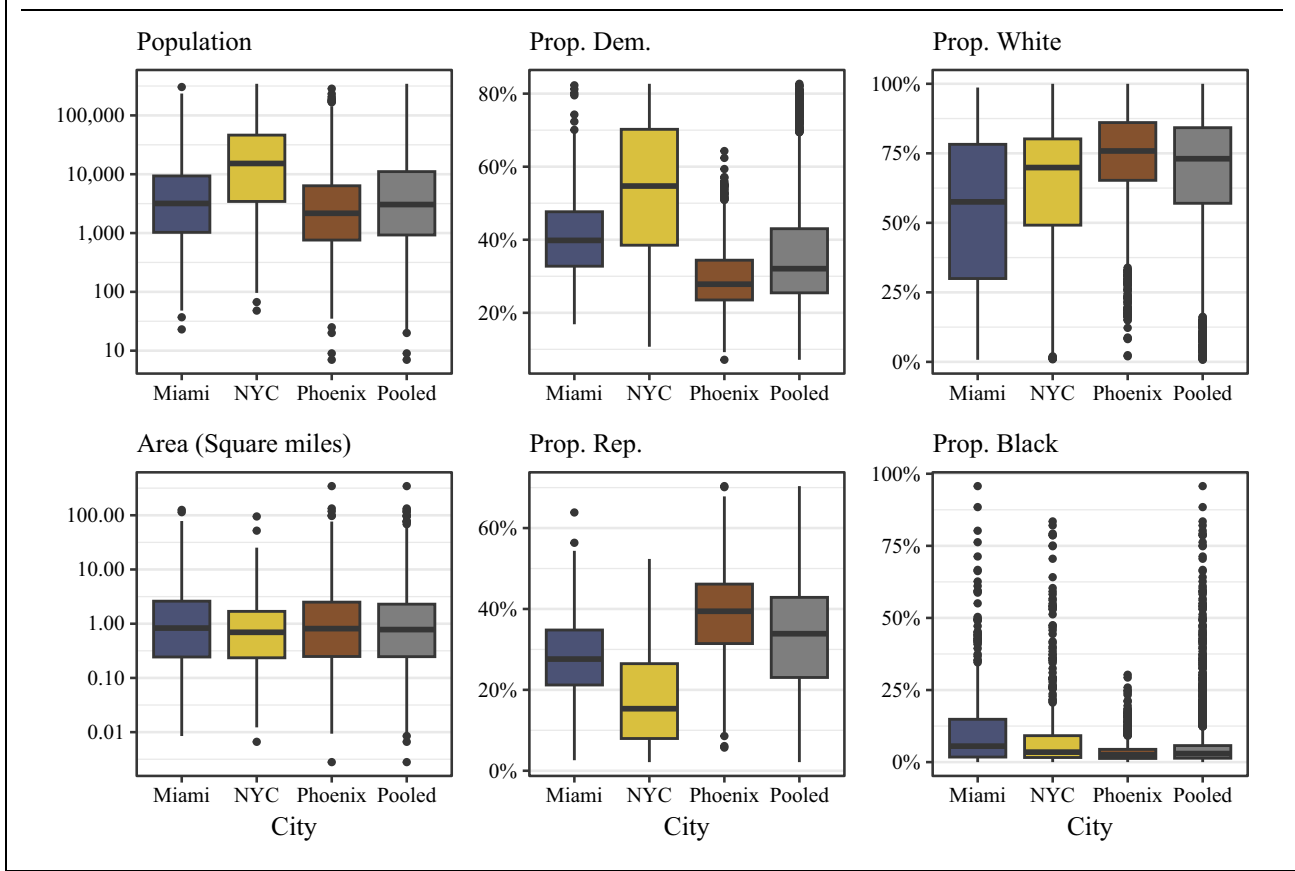 Population
Prop. Dem.
Prop. White
100,000
10,000
1,000
100
10
80%
60%
40%
20%
100%
75%
50%
25%
0%
Miami NYC Phoenix Pooled
Miami NYC Phoenix Pooled
Miami NYC Phoenix Pooled
Area (Square miles)
Prop. Rep.
Prop. Black
100.00
10.00
1.00
0.10
0.01
60%
40%
20%
0%
100%
75%
50%
25%
0%
Miami NYC Phoenix Pooled
Miami NYC Phoenix Pooled
Miami NYC Phoenix Pooled
City
City
City